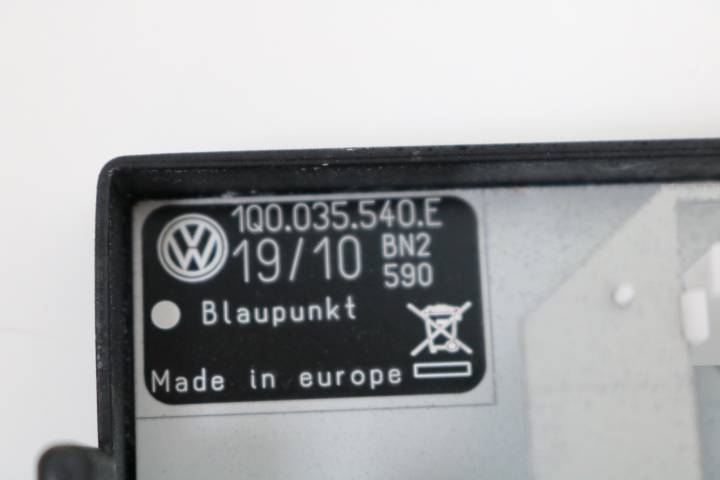 1Q0.035.540.E
19/10 BN2
590
Blaupunkt
Made in europe